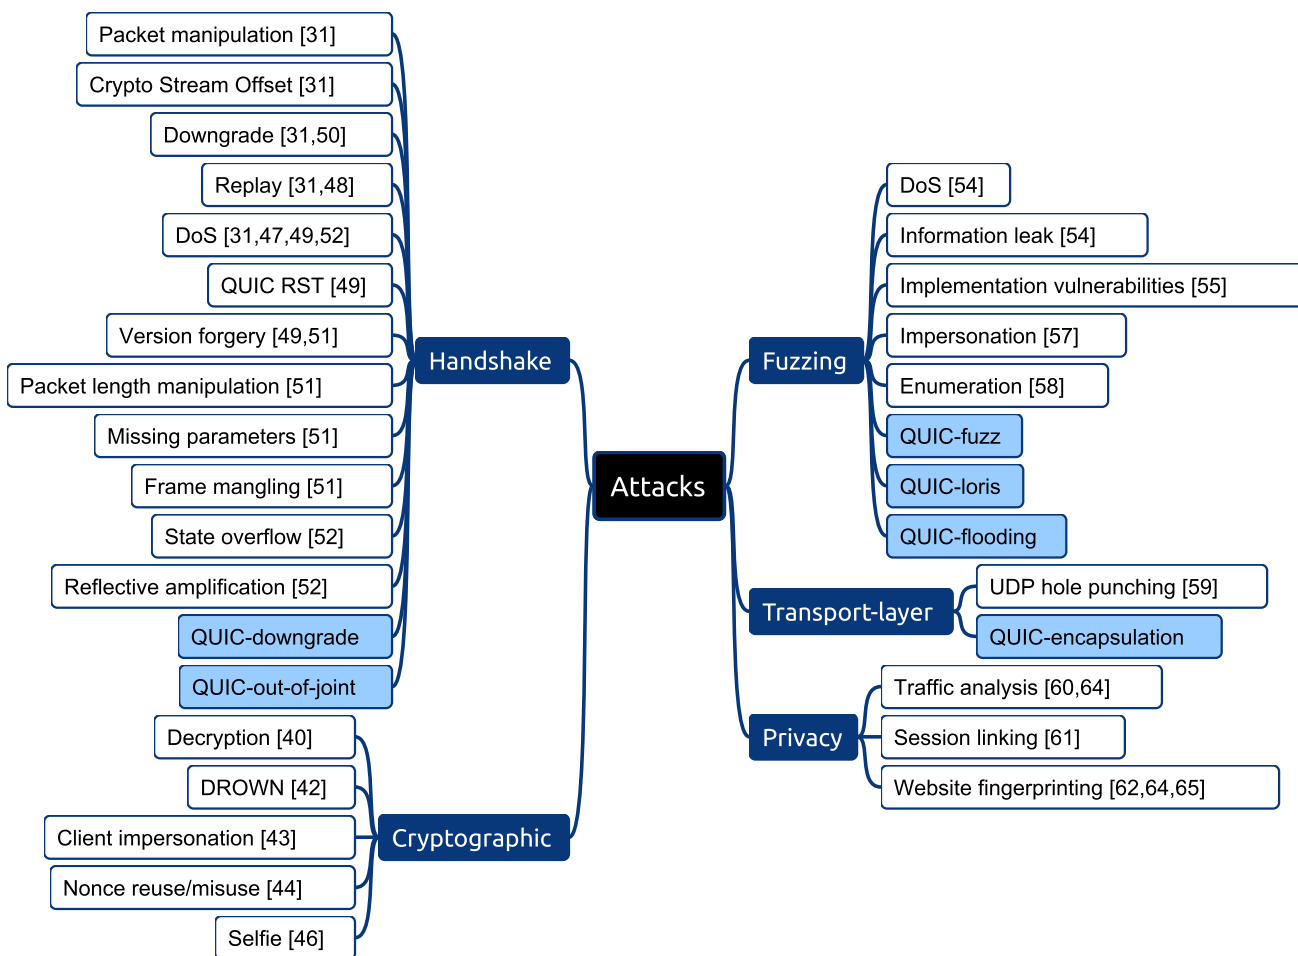 Packet manipulation [31]
Crypto Stream Offset [31]
Downgrade [31,50]
Replay [31,48]
DoS [31,47,49,52]
QUIC RST [49]
Version forgery [49,51]
Packet length manipulation [51]
Missing parameters [51]
Frame mangling [51]
State overflow [52]
Reflective amplification [52]
QUIC-downgrade
QUIC-out-of-joint
Handshake
Decryption [40]
DROWN [42]
Client impersonation [43]
Nonce reuse/misuse [44]
Selfie [46]
Cryptographic
Attacks
Fuzzing
DoS [54]
Information leak [54]
Implementation vulnerabilities [55]
Impersonation [57]
Enumeration [58]
QUIC-fuzz
QUIC-loris
QUIC-flooding
Transport-layer
UDP hole punching [59]
QUIC-encapsulation
Privacy
Traffic analysis [60,64]
Session linking [61]
Website fingerprinting [62,64,65]